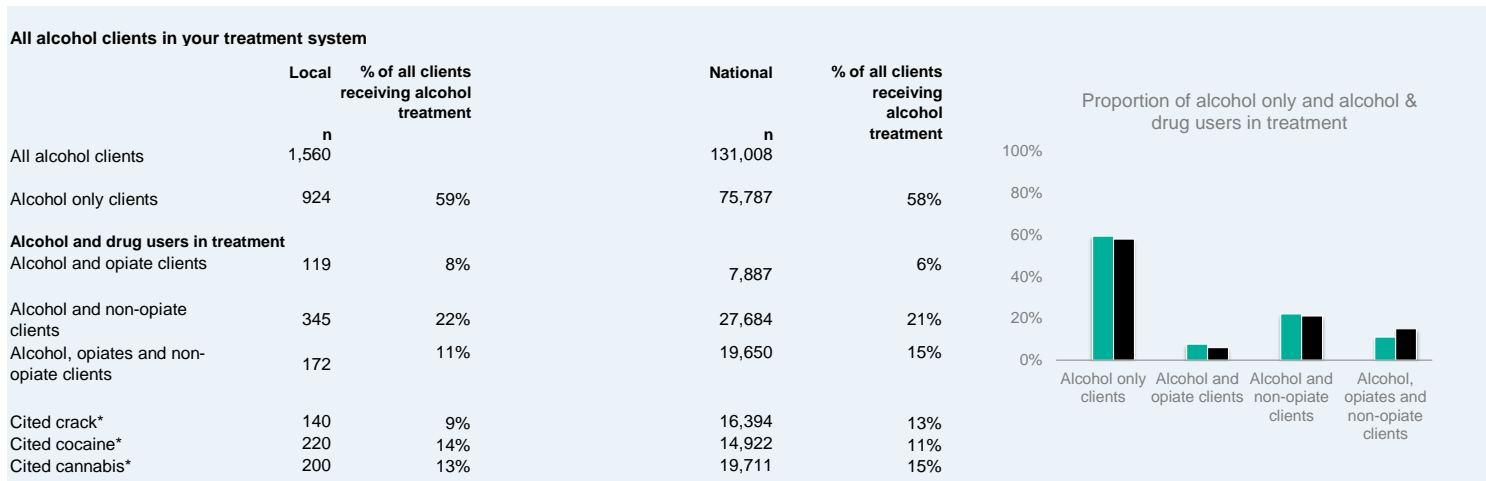 All alcohol clients in your treatment system
Local % of all clients National % of all clients
receiving alcohol receiving
treatment alcohol
n n treatment
All alcohol clients 1,560 131,008
Alcohol only clients 924 59% 75,787 58%
Alcohol and drug users in treatment
Alcohol and opiate clients 119 8% 7,887 6%
Alcohol and non-opiate
clients 345 22% 27,684 21%
Alcohol, opiates and non-
opiate clients 172 11% 19,650 15%
Cited crack* 140 9% 16,394 13%
Cited cocaine* 220 14% 14,922 11%
Cited cannabis* 200 13% 19,711 15%
Proportion of alcohol only and alcohol &
drug users in treatment
100%
80%
60%
40%
20%
0%
Alcohol only Alcohol and Alcohol and Alcohol,
clients opiate clients non-opiate opiates and
clients non-opiate
clients